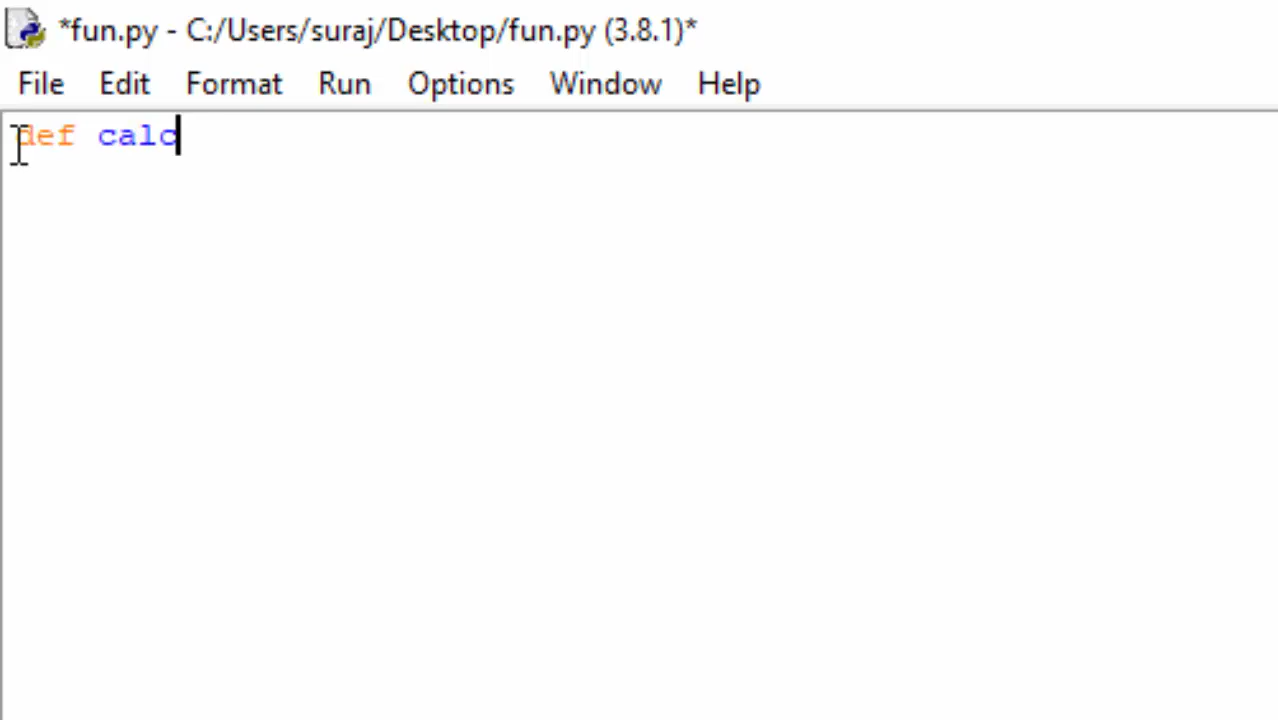 *fun.py - C:/Users/suraj/Desktop/fun.py (3.8.1)*
File Edit Format Run Options Window Help
def calc